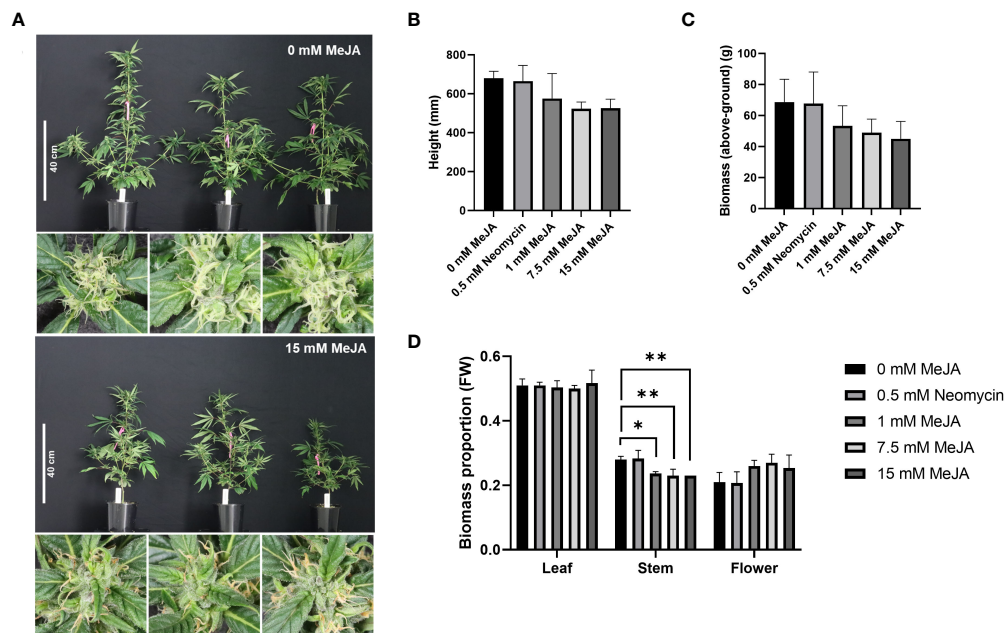 A
0 mM MeJA
40 cm
15 mM MeJA
40 cm
B
Height (mm)
800
600
400
200
0
0 mM MeJA
0.5 mM Neomycin
1 mM MeJA
7.5 mM MeJA
15 mM MeJA
C
Biomass (above-ground) (g)
100
80
60
40
20
0
0 mM MeJA
0.5 mM Neomycin
1 mM MeJA
7.5 mM MeJA
15 mM MeJA
D
Biomass proportion (FW)
0.6
0.4
0.2
0.0
**
**
*
Leaf Stem Flower
0 mM MeJA
0.5 mM Neomycin
1 mM MeJA
7.5 mM MeJA
15 mM MeJA